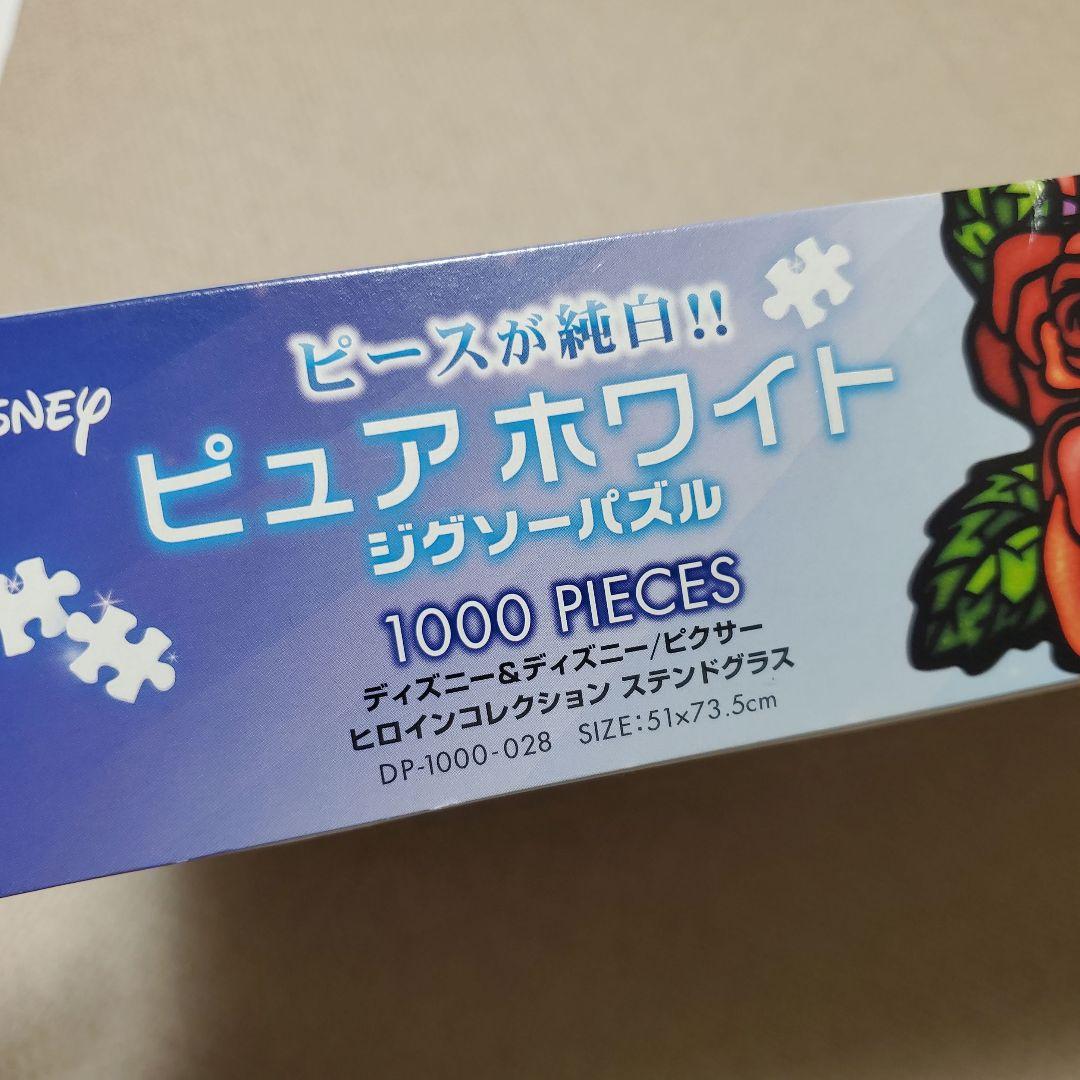 ピースが純白!!
SNEY
ピュア ホワイト
ジグソーパズル
1000 PIECES
ディズニー&ディズニー/ピクサー
ヒロインコレクション ステンドグラス
DP-1000-028 SIZE:51×73.5cm